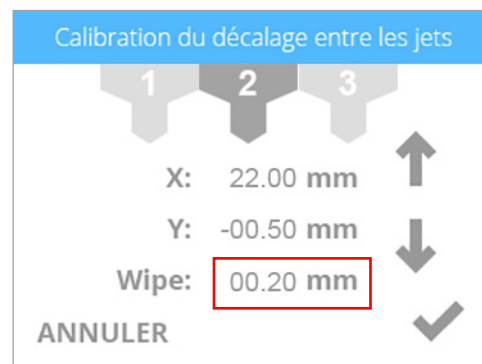 Calibration du décalage entre les jets
1 2 3
X: 22.00 mm
Y: -00.50 mm
Wipe: 00.20 mm
ANNULER